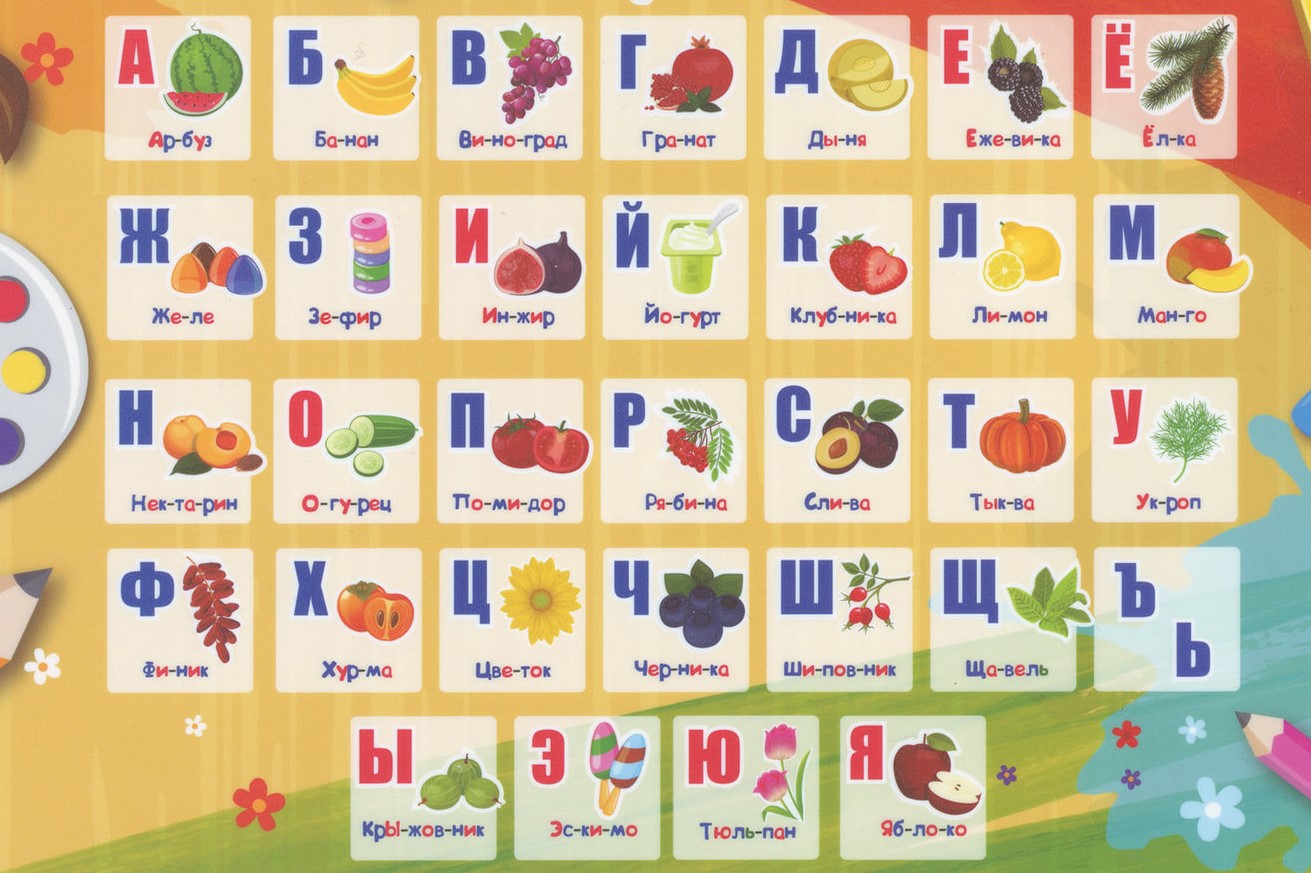 А Б В Г Д Е Ё
Ар-буз Ба-нан Ви-но-град Гра-нат Ды-ня Еже-ви-ка Ёл-ка
Ж З И Й К Л М
Же-ле Зе-фир Ин-жир Йо-гурт Клуб-ни-ка Ли-мон Ман-го
Н О П Р С Т У
Нек-та-рин О-гу-рец По-ми-дор Ря-би-на Сли-ва Тык-ва Ук-роп
Ф Х Ц Ч Ш Щ Ъ
Ь
Фи-ник Хур-ма Цве-ток Чер-ни-ка Ши-пов-ник Ща-вель
Ы Э Ю Я
КрЫ-жов-ник Эс-ки-мо Тюль-пан Яб-ло-ко